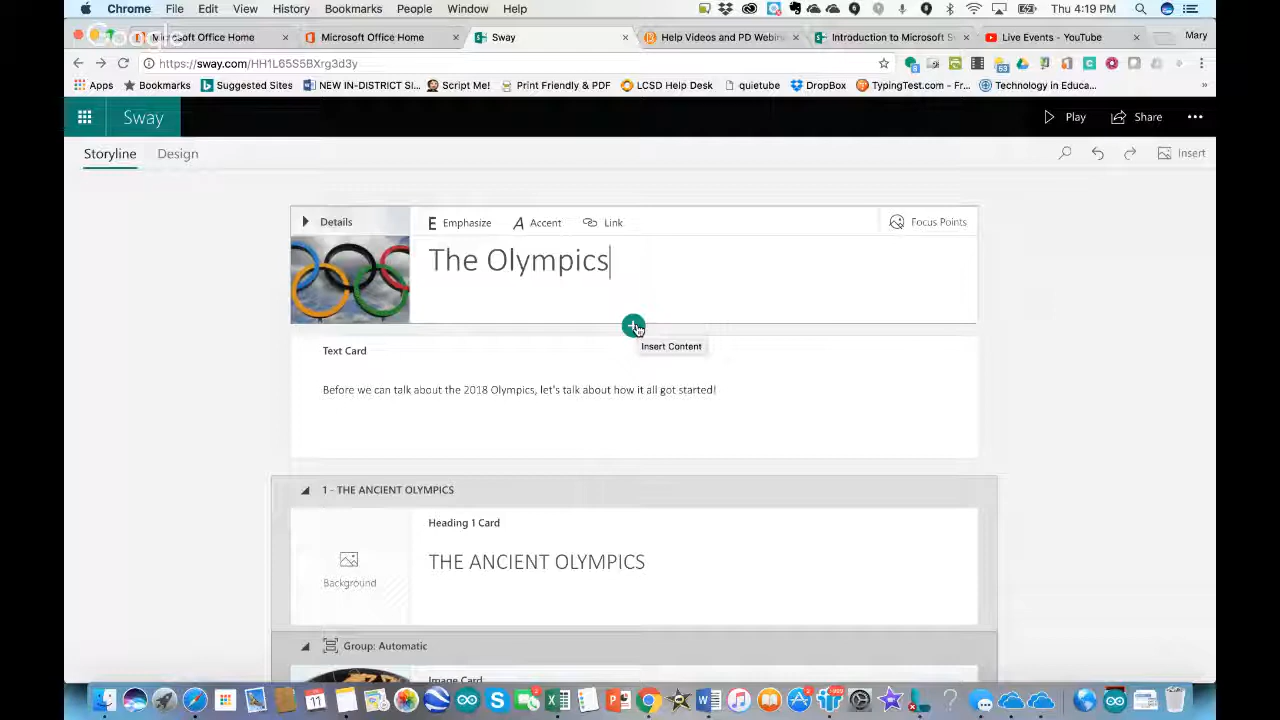 Chrome File Edit View History Bookmarks People Window Help Thu 4:19 PM
Google
Microsoft Office Home × Microsoft Office Home × Sway × Help Videos and PD Webin × Introduction to Microsoft S × Live Events - YouTube × Mary
https://sway.com/HH1L65S5BXrg3d3y
Apps Bookmarks Suggested Sites NEW IN-DISTRICT SI... Script Me! Print Friendly & PDF LCSD Help Desk quietube DropBox TypingTest.com - Fr... Technology in Educa... »
Sway Play Share
Storyline Design Insert
Details E Emphasize A Accent Link Focus Points
The Olympics
Insert Content
Text Card
Before we can talk about the 2018 Olympics, let's talk about how it all got started!
1 - THE ANCIENT OLYMPICS
Heading 1 Card
THE ANCIENT OLYMPICS
Background
Group: Automatic
Image Card